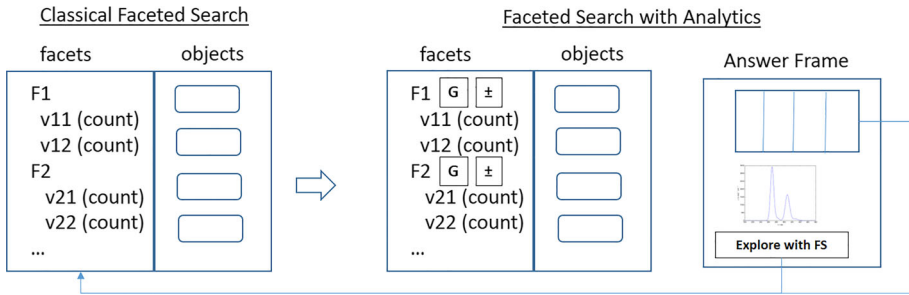 Classical Faceted Search
facets
objects
F1
v11 (count)
v12 (count)
F2
v21 (count)
v22 (count)
...
Faceted Search with Analytics
facets
objects
F1 G ±
v11 (count)
v12 (count)
F2 G ±
v21 (count)
v22 (count)
...
Answer Frame
Explore with FS